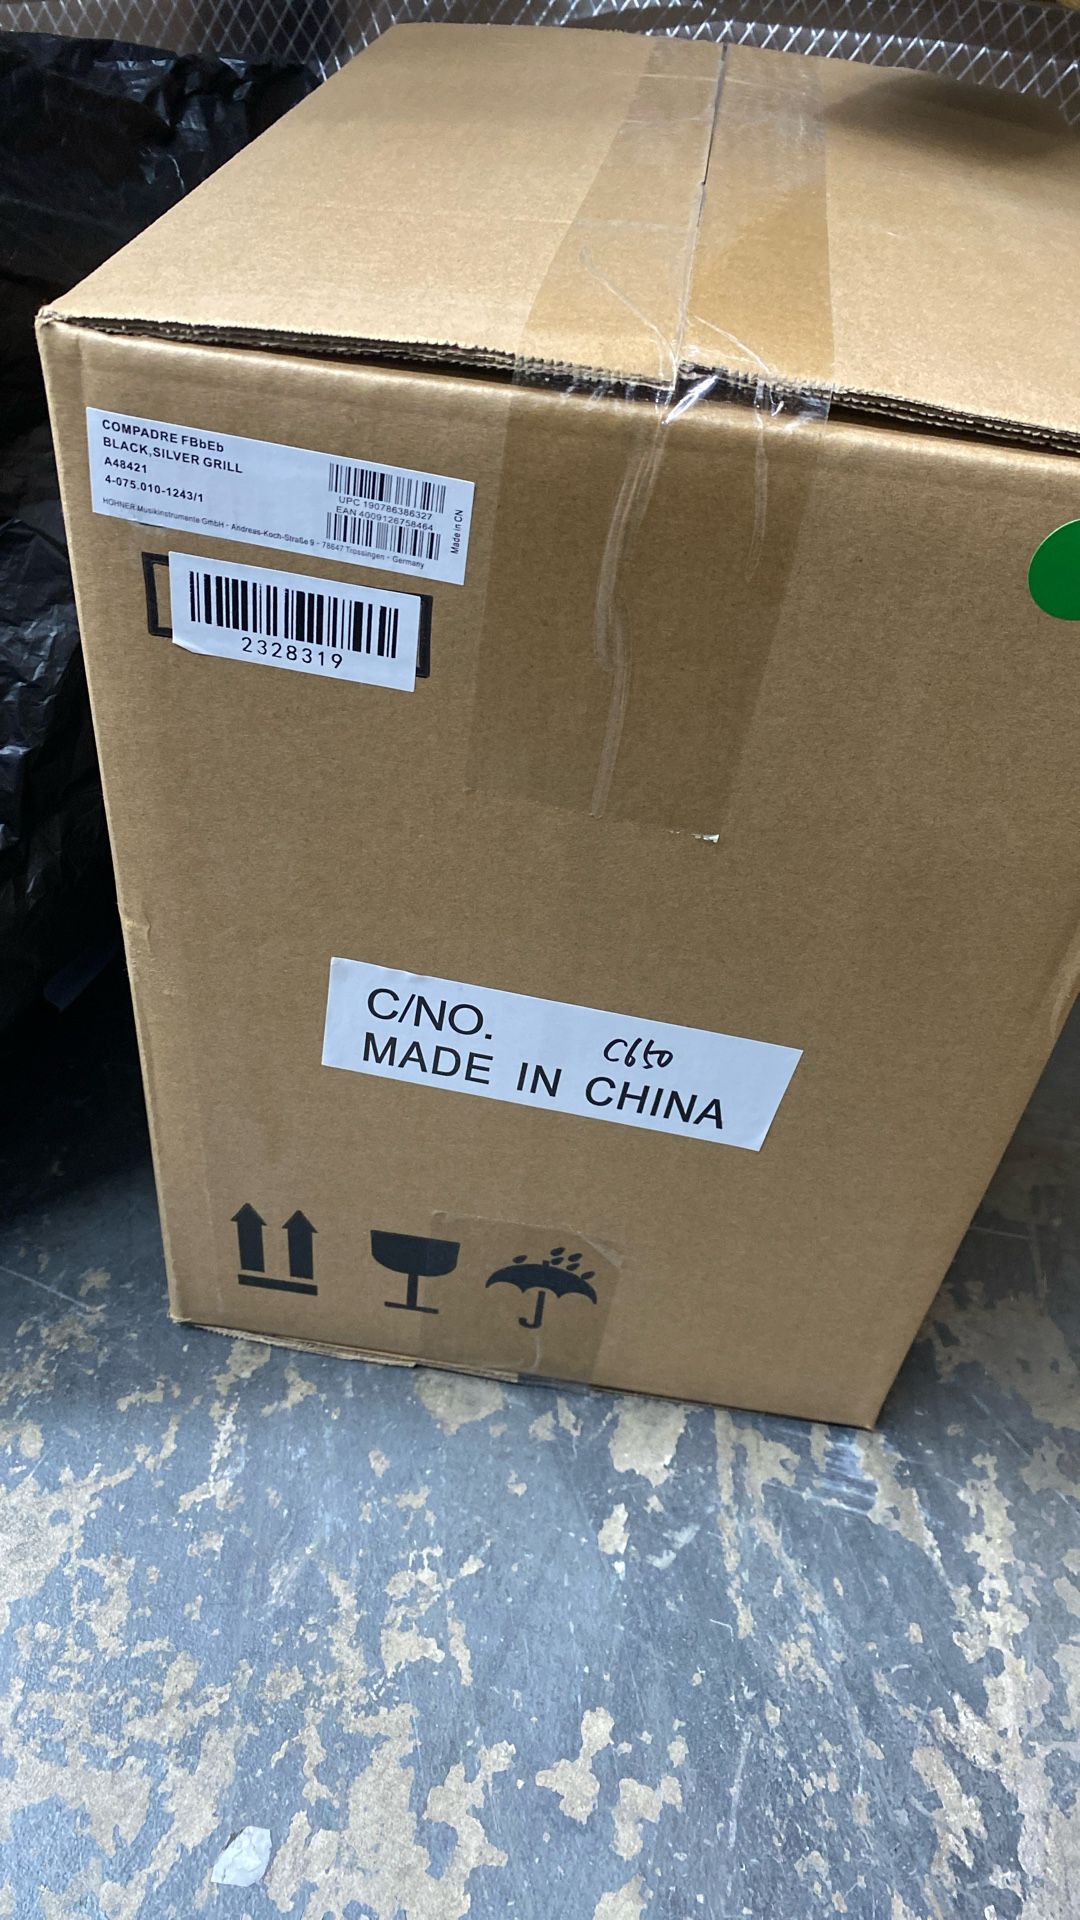 COMPADRE FBbEb
BLACK,SILVER GRILL
A48421
4-075.010-1243/1
UPC 190786386327
EAN 4009126758464
Made in CN
HOHNER Musikinstrumente GmbH - Andreas-Koch-Straße 9 - 78647 Trossingen - Germany
2328319
C/NO. C650
MADE IN CHINA